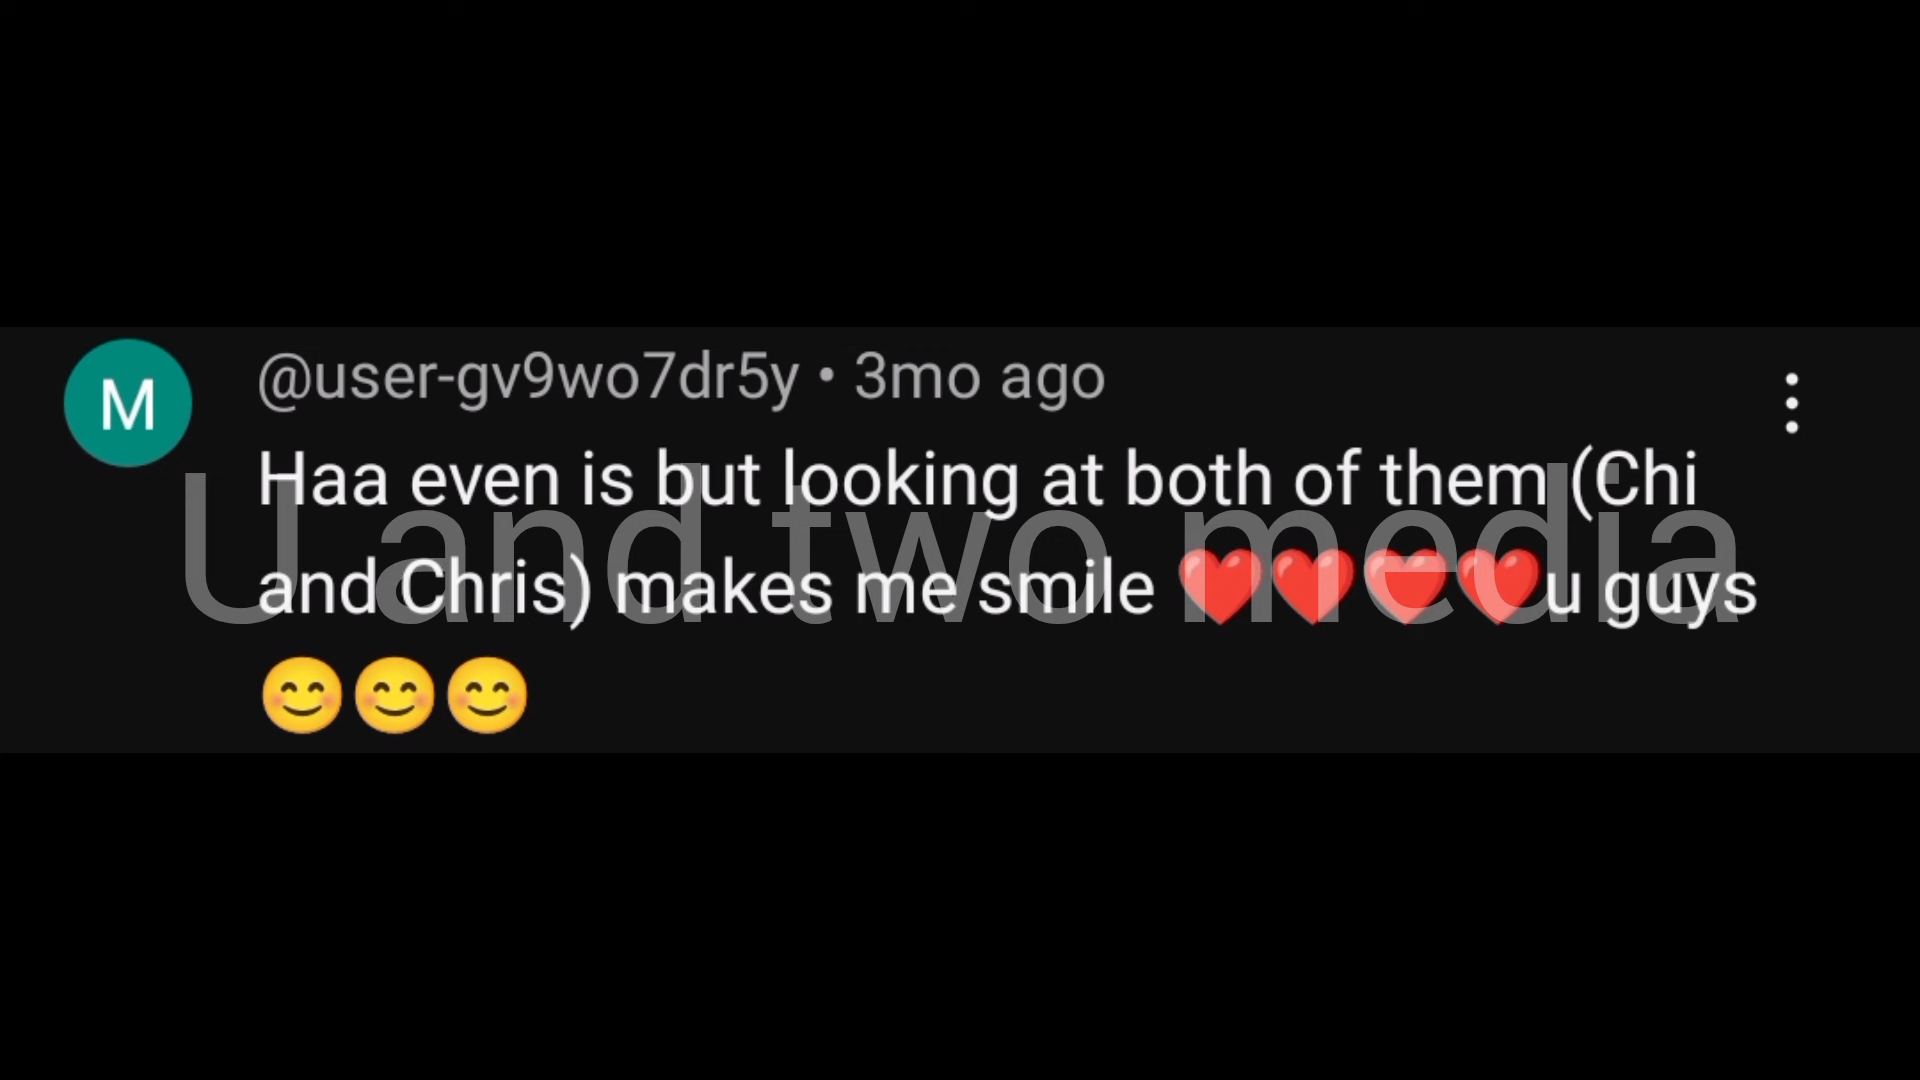 M
@user-gv9wo7dr5y • 3mo ago
Haa even is but looking at both of them (Chi
and Chris) makes me smile ❤️❤️❤️❤️u guys
😊😊😊
U and two media